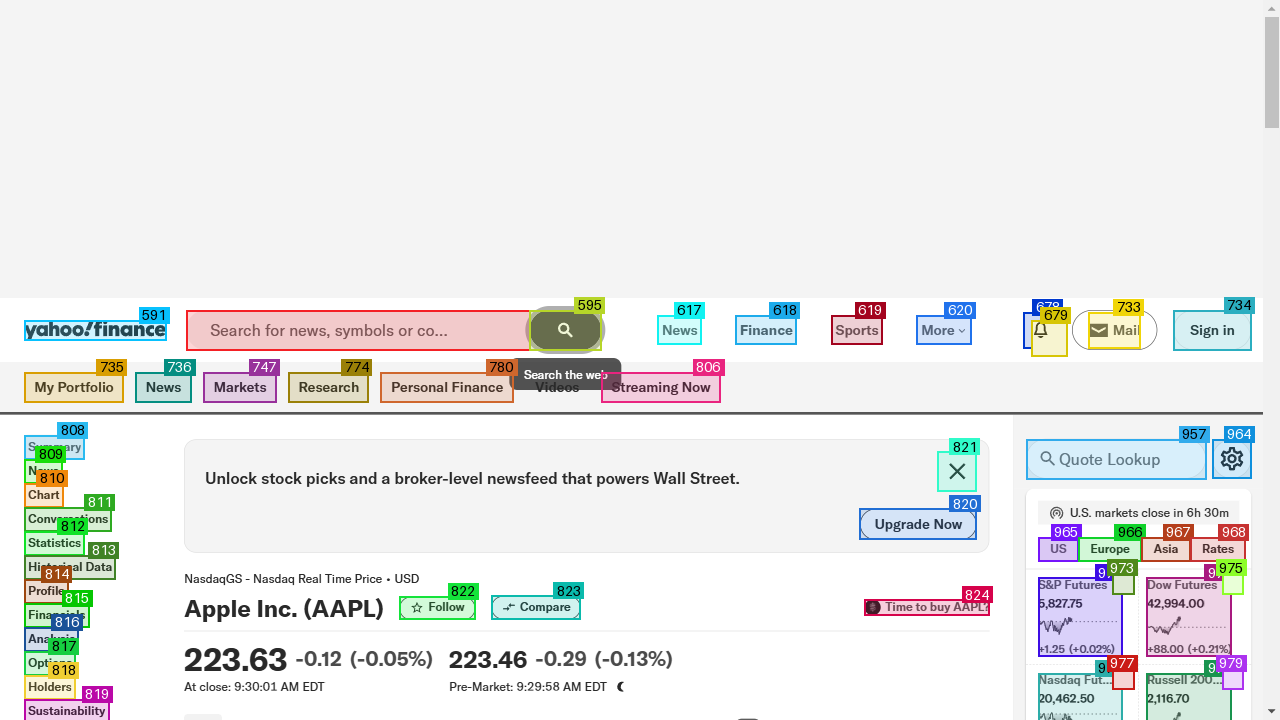 591
595
617
618
619
620
678
679
733
734
yahoo!finance
Search for news, symbols or co...
News
Finance
Sports
More
Mail
Sign in
Search the web
735
736
747
774
780
806
My Portfolio
News
Markets
Research
Personal Finance
Videos
Streaming Now
808
Summary
809
News
810
Chart
811
Conversations
812
Statistics
813
Historical Data
814
Profile
815
Financials
816
Analysis
817
Options
818
Holders
819
Sustainability
821
Unlock stock picks and a broker-level newsfeed that powers Wall Street.
820
Upgrade Now
NasdaqGS - Nasdaq Real Time Price • USD
Apple Inc. (AAPL)
822
Follow
823
Compare
824
Time to buy AAPL?
223.63 -0.12 (-0.05%)
223.46 -0.29 (-0.13%)
At close: 9:30:01 AM EDT
Pre-Market: 9:29:58 AM EDT
957
964
Quote Lookup
U.S. markets close in 6h 30m
965
966
967
968
US
Europe
Asia
Rates
973
975
S&P Futures
5,827.75
+1.25 (+0.02%)
Dow Futures
42,994.00
+88.00 (+0.21%)
977
979
Nasdaq Fut...
20,462.50
Russell 200...
2,116.70